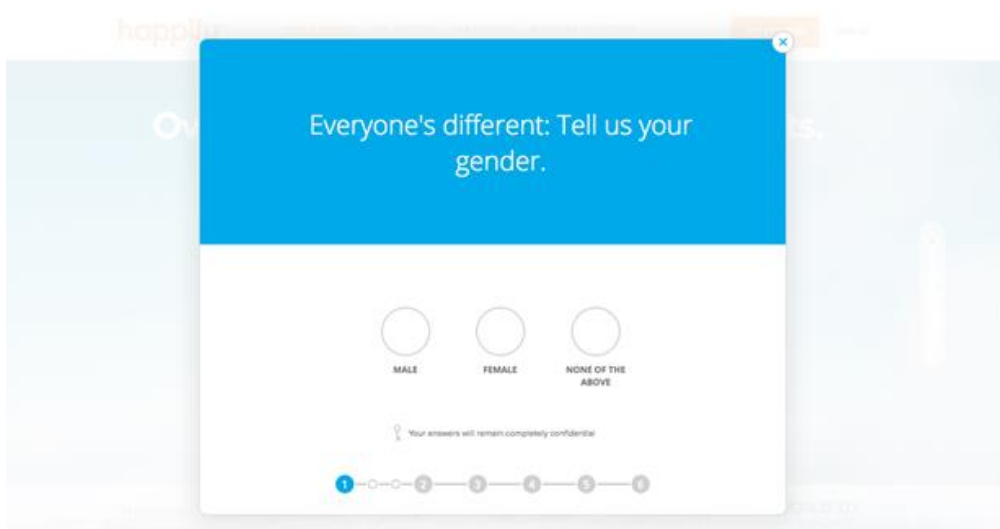 happily
Everyone's different: Tell us your
gender.
MALE
FEMALE
NONE OF THE
ABOVE
Your answers will remain completely confidential
1
2
3
4
5
6